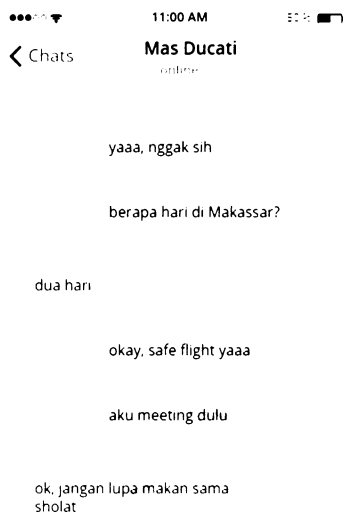 11:00 AM
Chats
Mas Ducati
online
yaaa, nggak sih
berapa hari di Makassar?
dua hari
okay, safe flight yaaa
aku meeting dulu
ok, jangan lupa makan sama
sholat